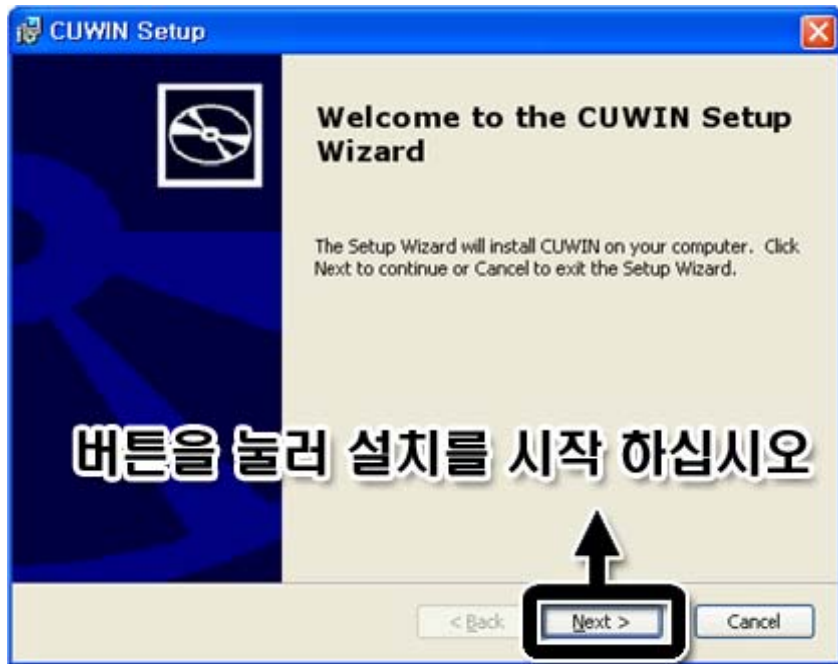 CUWIN Setup
Welcome to the CUWIN Setup
Wizard
The Setup Wizard will install CUWIN on your computer. Click
Next to continue or Cancel to exit the Setup Wizard.
버튼을 눌러 설치를 시작 하십시오
< Back Next > Cancel